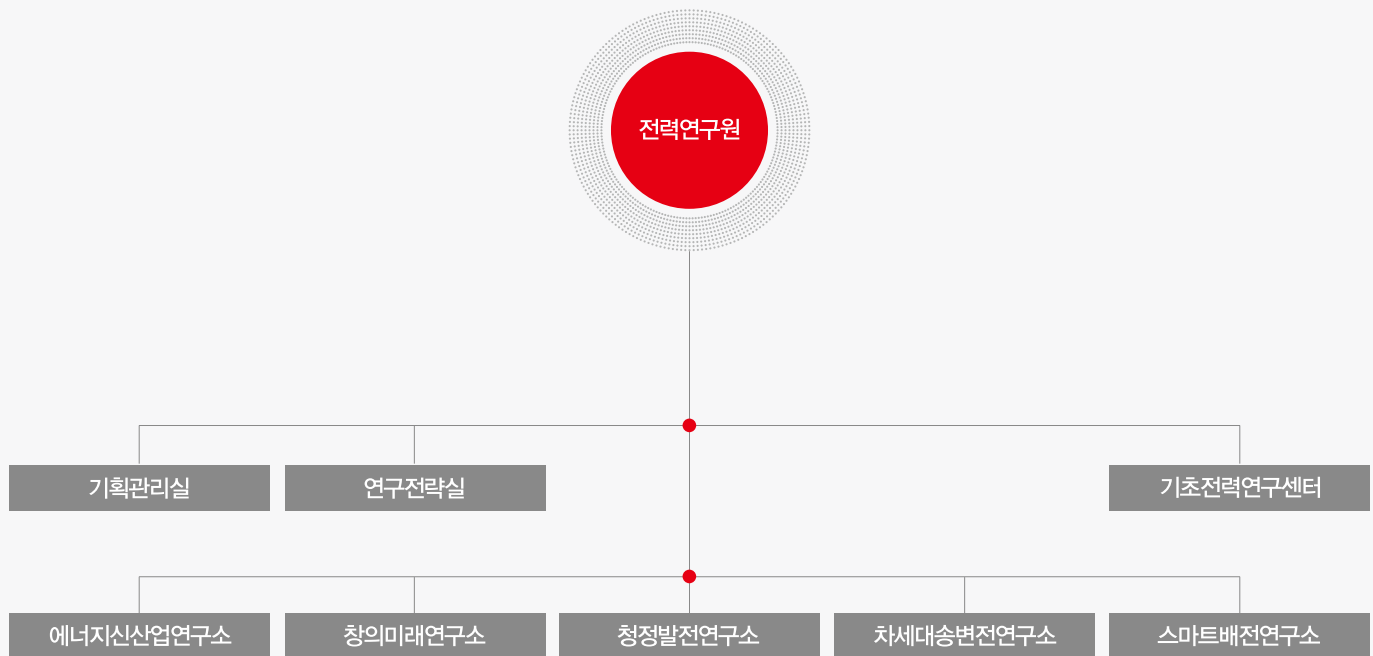 전력연구원
기획관리실
연구전략실
기초전력연구센터
에너지신산업연구소
창의미래연구소
청정발전연구소
차세대송변전연구소
스마트배전연구소